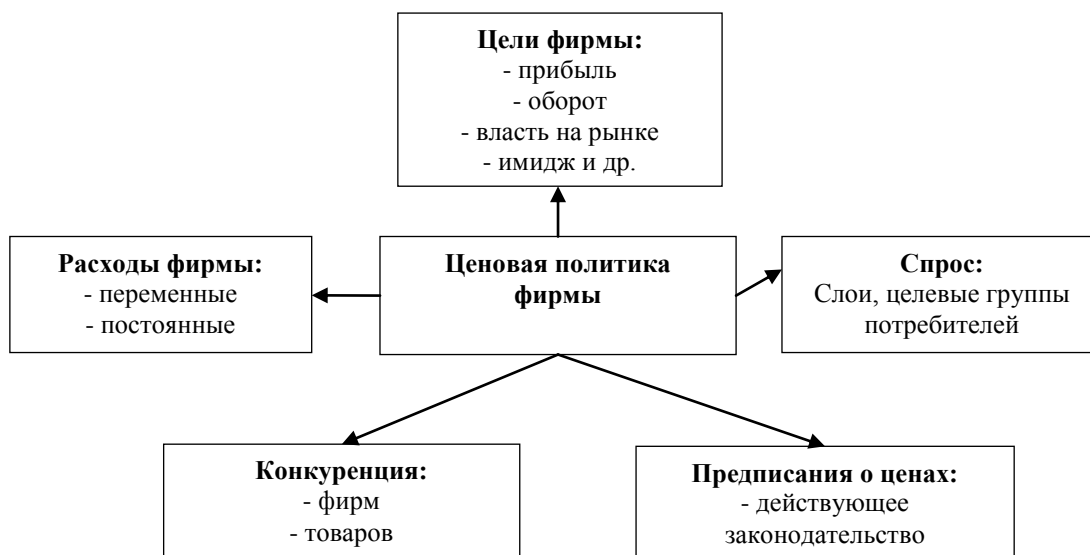 Цели фирмы:
- прибыль
- оборот
- власть на рынке
- имидж и др.
Расходы фирмы:
- переменные
- постоянные
Ценовая политика
фирмы
Спрос:
Слои, целевые группы
потребителей
Конкуренция:
- фирм
- товаров
Предписания о ценах:
- действующее
законодательство